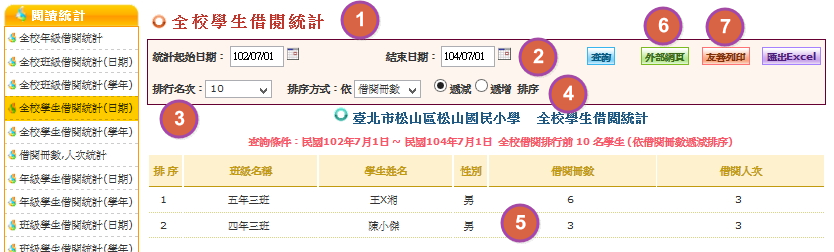 閱讀統計
全校年級借閱統計
全校班級借閱統計(日期)
全校班級借閱統計(學年)
全校學生借閱統計(日期)
全校學生借閱統計(學年)
借閱冊數,人次統計
年級學生借閱統計(日期)
年級學生借閱統計(學年)
班級學生借閱統計(日期)
班級學生借閱統計(學年)
全校學生借閱統計 1
統計起始日期： 102/07/01 結束日期： 104/07/01 2 查詢 外部網頁 6 友善列印 7 匯出Excel
排行名次： 10 排序方式：依 借閱冊數 遞減 遞增 排序 4
3
臺北市松山區松山國民小學 全校學生借閱統計
查詢條件：民國102年7月1日 ~ 民國104年7月1日 全校借閱排行前 10 名學生 (依借閱冊數遞減排序)
排 序 班級名稱 學生姓名 性別 借閱冊數 借閱人次
1 五年三班 王X湘 男 6 3
2 四年三班 陳小傑 男 3 3
5